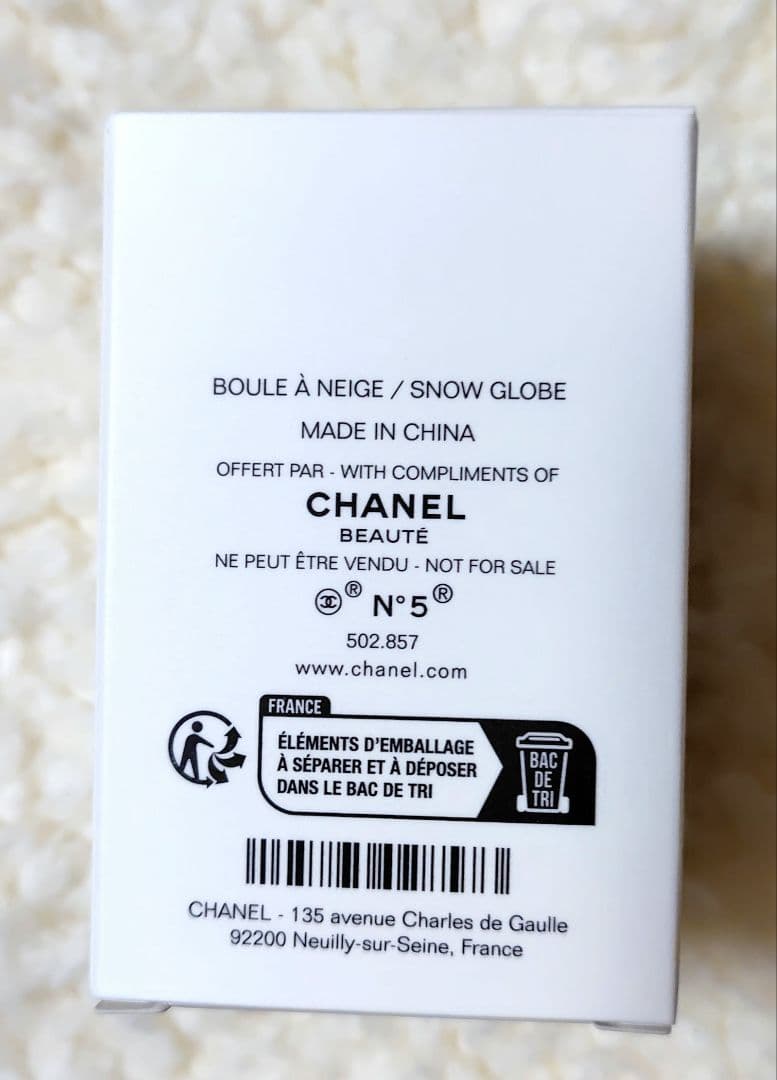 BOULE À NEIGE / SNOW GLOBE
MADE IN CHINA
OFFERT PAR - WITH COMPLIMENTS OF
CHANEL
BEAUTÉ
NE PEUT ÊTRE VENDU - NOT FOR SALE
® N°5®
502.857
www.chanel.com
FRANCE
ÉLÉMENTS D'EMBALLAGE
À SÉPARER ET À DÉPOSER
DANS LE BAC DE TRI
BAC
DE
TRI
CHANEL - 135 avenue Charles de Gaulle
92200 Neuilly-sur-Seine, France